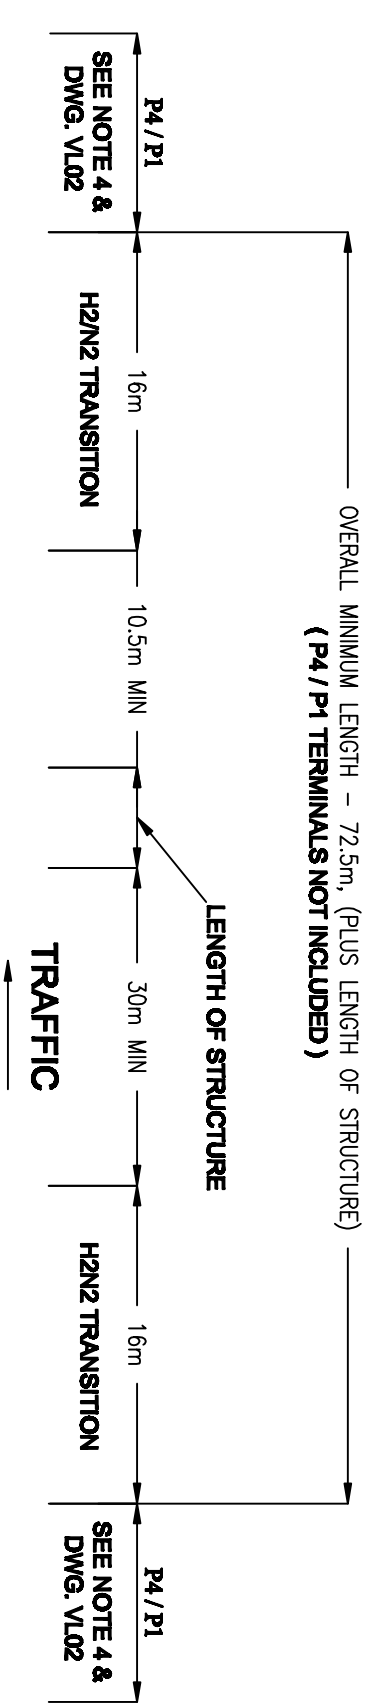 OVERALL MINIMUM LENGTH - 72.5m, (PLUS LENGTH OF STRUCTURE)
( P4 / P1 TERMINALS NOT INCLUDED )
LENGTH OF STRUCTURE
P4 / P1
16m
10.5m MIN
30m MIN
16m
P4 / P1
SEE NOTE 4 &
DWG. VL02
H2/N2 TRANSITION
H2N2 TRANSITION
SEE NOTE 4 &
DWG. VL02
TRAFFIC